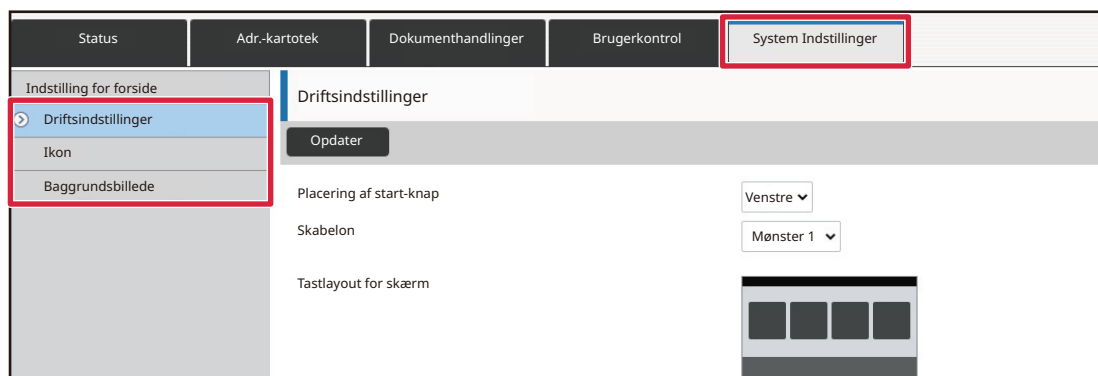 Status
Adr.-kartotek
Dokumenthandlinger
Brugerkontrol
System Indstillinger
Indstilling for forside
Driftsindstillinger
Ikon
Baggrundsbillede
Driftsindstillinger
Opdater
Placering af start-knap
Venstre
Skabelon
Mønster 1
Tastlayout for skærm